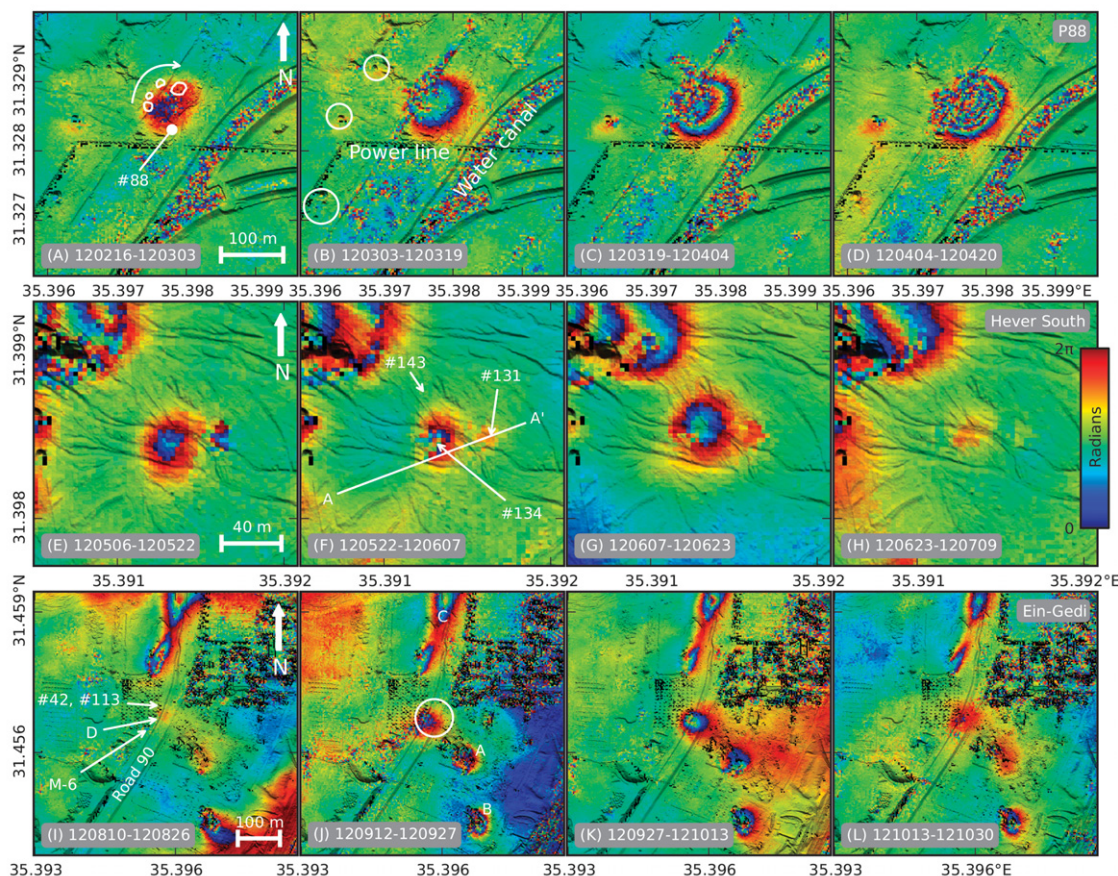 P88
N
31.329°N
31.328
31.327
#88
Power line
Water canal
100 m
(A) 120216-120303
(B) 120303-120319
(C) 120319-120404
(D) 120404-120420
35.396 35.397 35.398 35.399
35.396 35.397 35.398 35.399
35.396 35.397 35.398 35.399
35.396 35.397 35.398 35.399°E
Hever South
N
31.399°N
31.398
#143
#131
A'
A
#134
2π
Radians
0
40 m
(E) 120506-120522
(F) 120522-120607
(G) 120607-120623
(H) 120623-120709
35.391 35.392
35.391 35.392
35.391 35.392
35.391 35.392°E
Ein-Gedi
N
31.459°N
31.456
C
#42, #113
D
M-6
Road 90
A
B
100 m
(I) 120810-120826
(J) 120912-120927
(K) 120927-121013
(L) 121013-121030
35.393 35.396
35.393 35.396
35.393 35.396
35.393 35.396°E